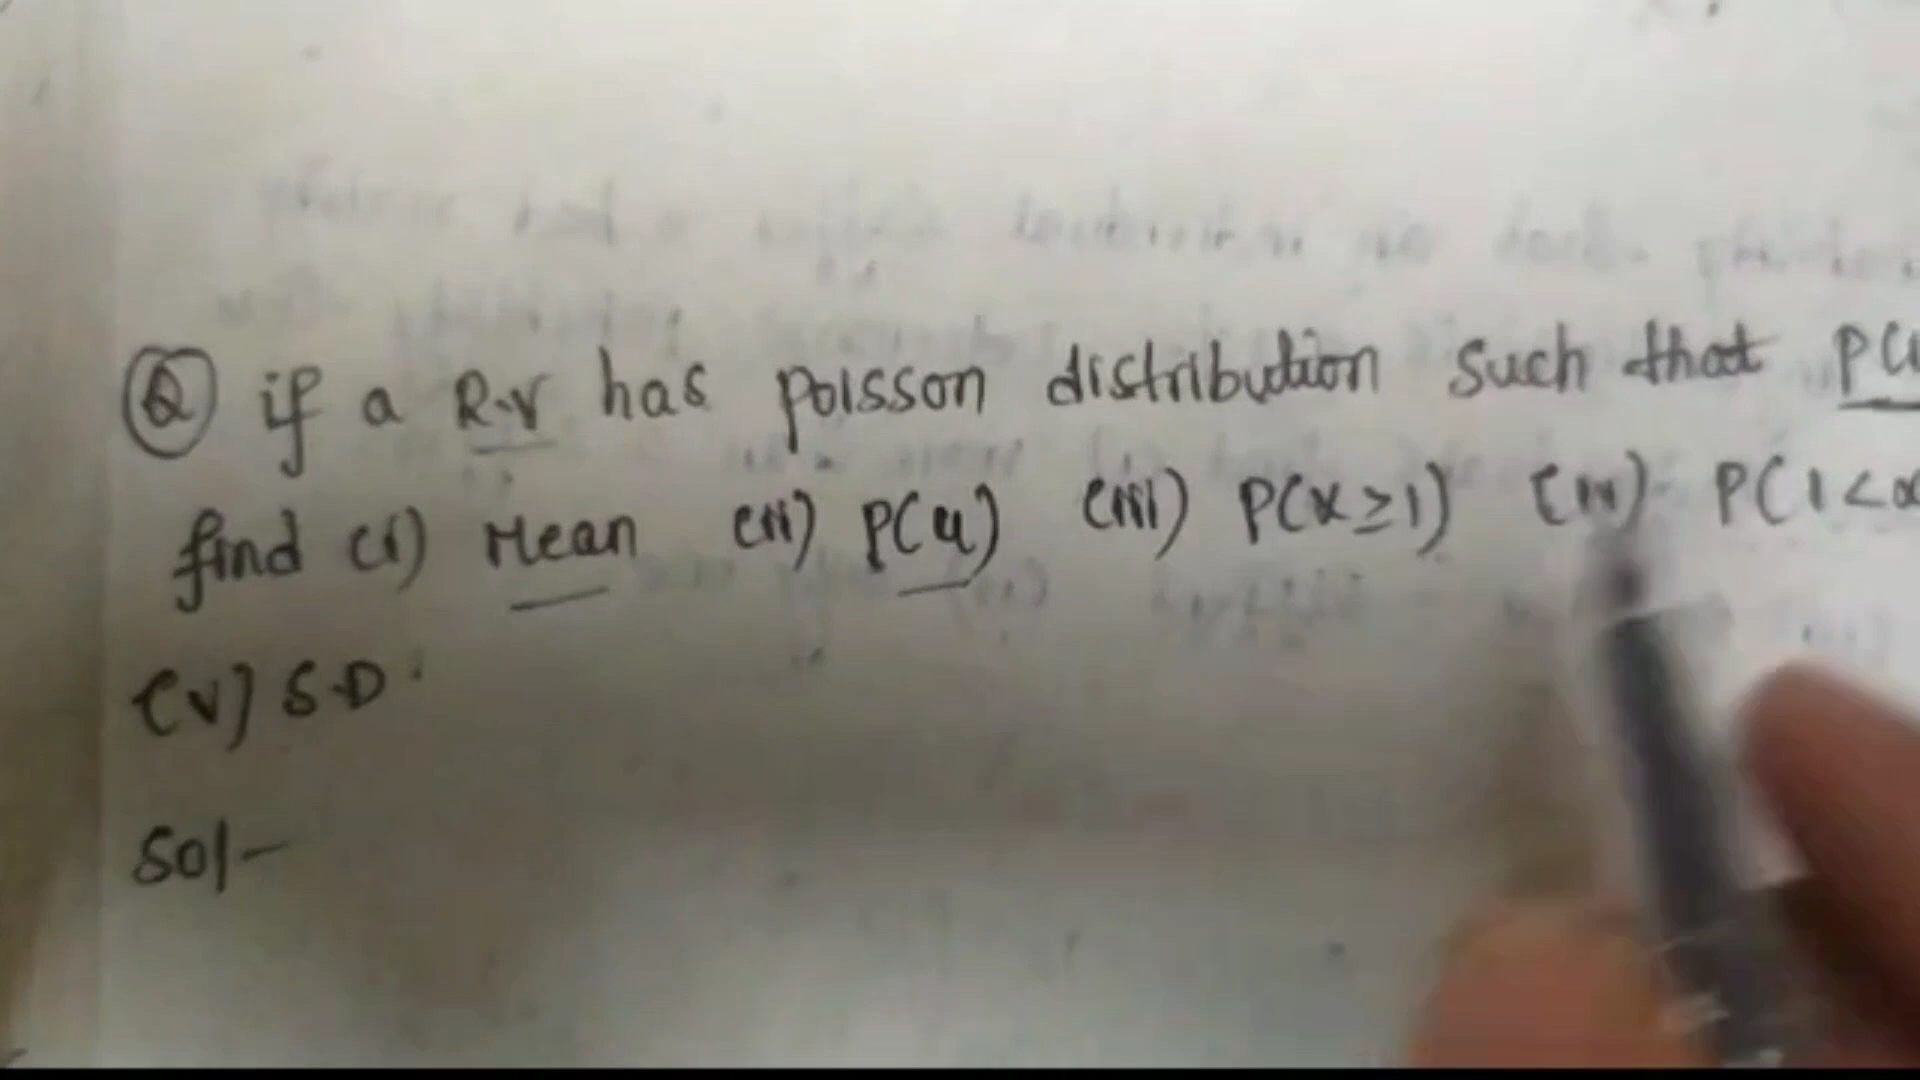 Q if a R.V has poisson distribution such that P(
find (i) Mean (ii) P(4) (iii) P(x≥1) (iv) P(1<x
(v) S.D.
Sol-